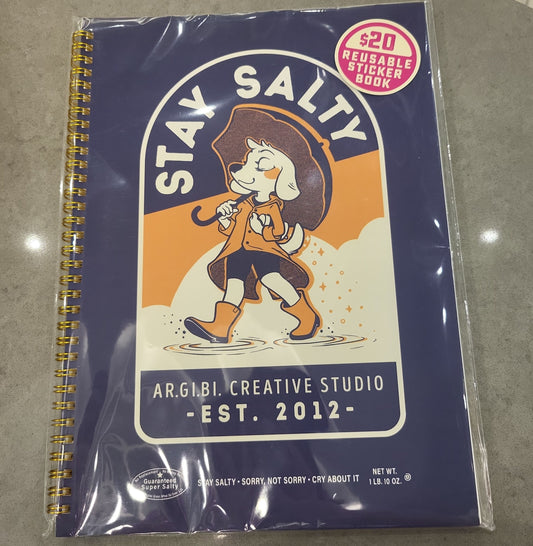 $20
REUSABLE
STICKER
BOOK
STAY SALTY
AR.GI.BI. CREATIVE STUDIO
-EST. 2012-
Guaranteed
Super Salty
STAY SALTY • SORRY, NOT SORRY • CRY ABOUT IT
NET WT.
1 LB. 10 OZ.